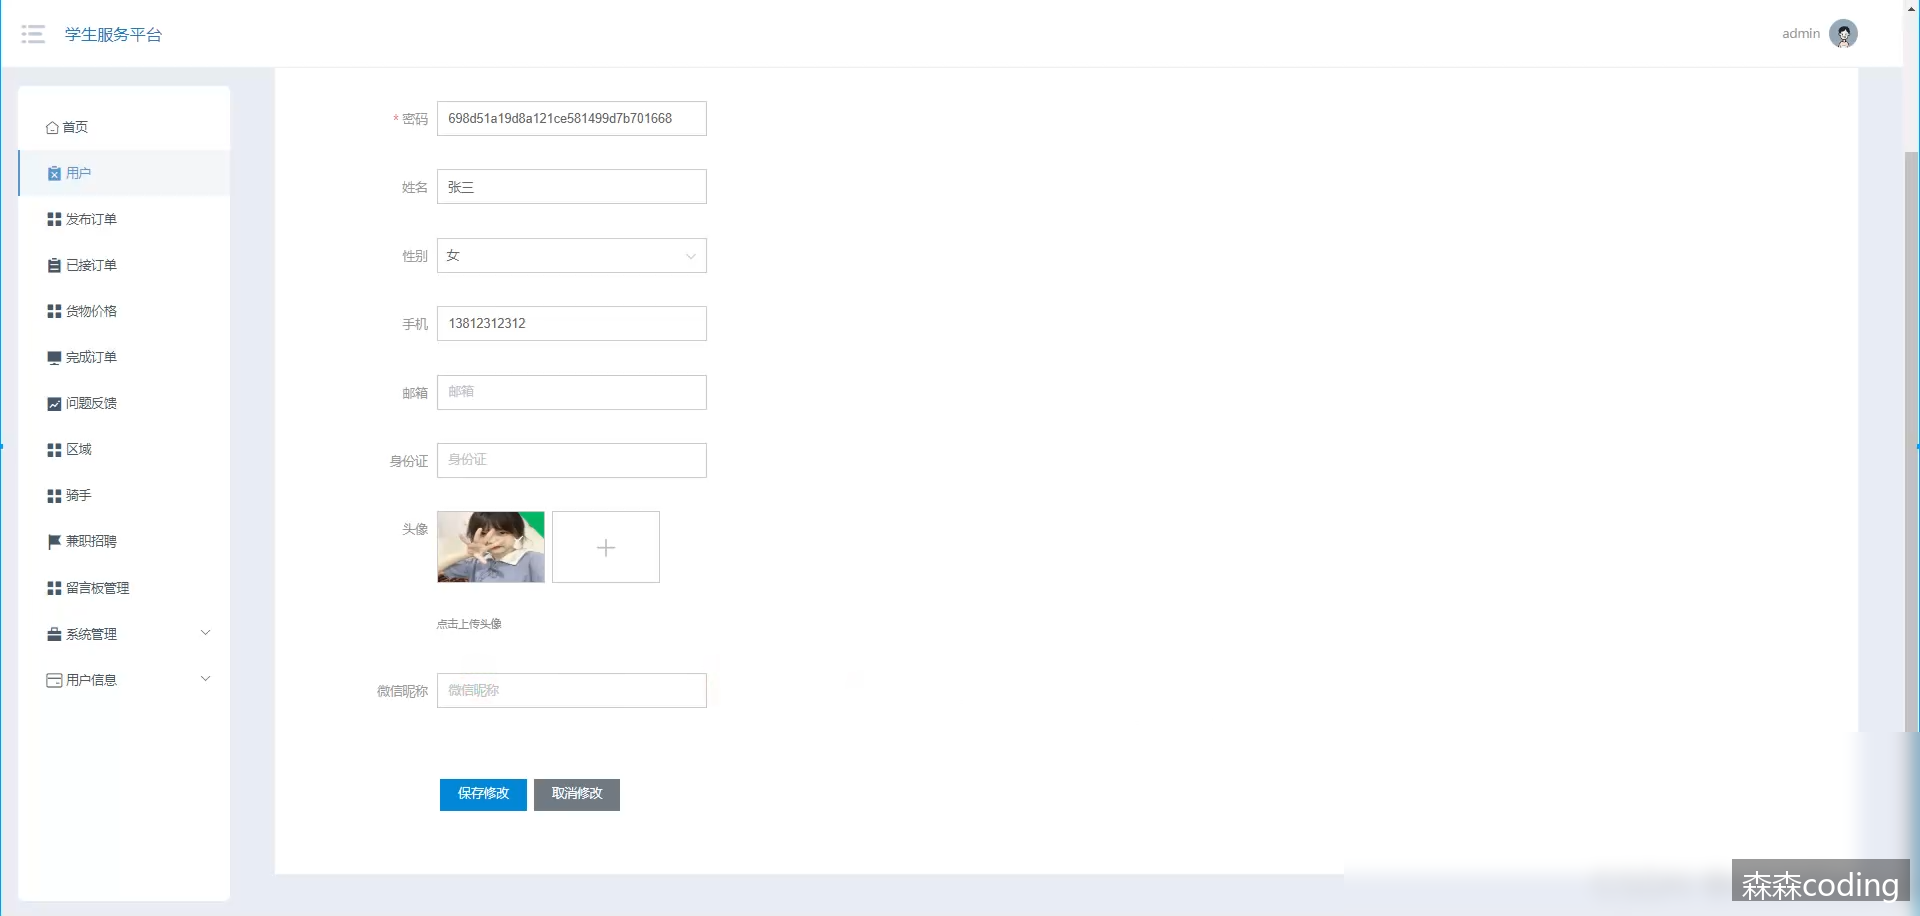 学生服务平台
admin
首页
用户
发布订单
已接订单
货物价格
完成订单
问题反馈
区域
骑手
兼职招聘
留言板管理
系统管理
用户信息
* 密码 698d51a19d8a121ce581499d7b701668
姓名 张三
性别 女
手机 13812312312
邮箱 邮箱
身份证 身份证
头像
点击上传头像
微信昵称 微信昵称
保存修改 取消修改
森森coding